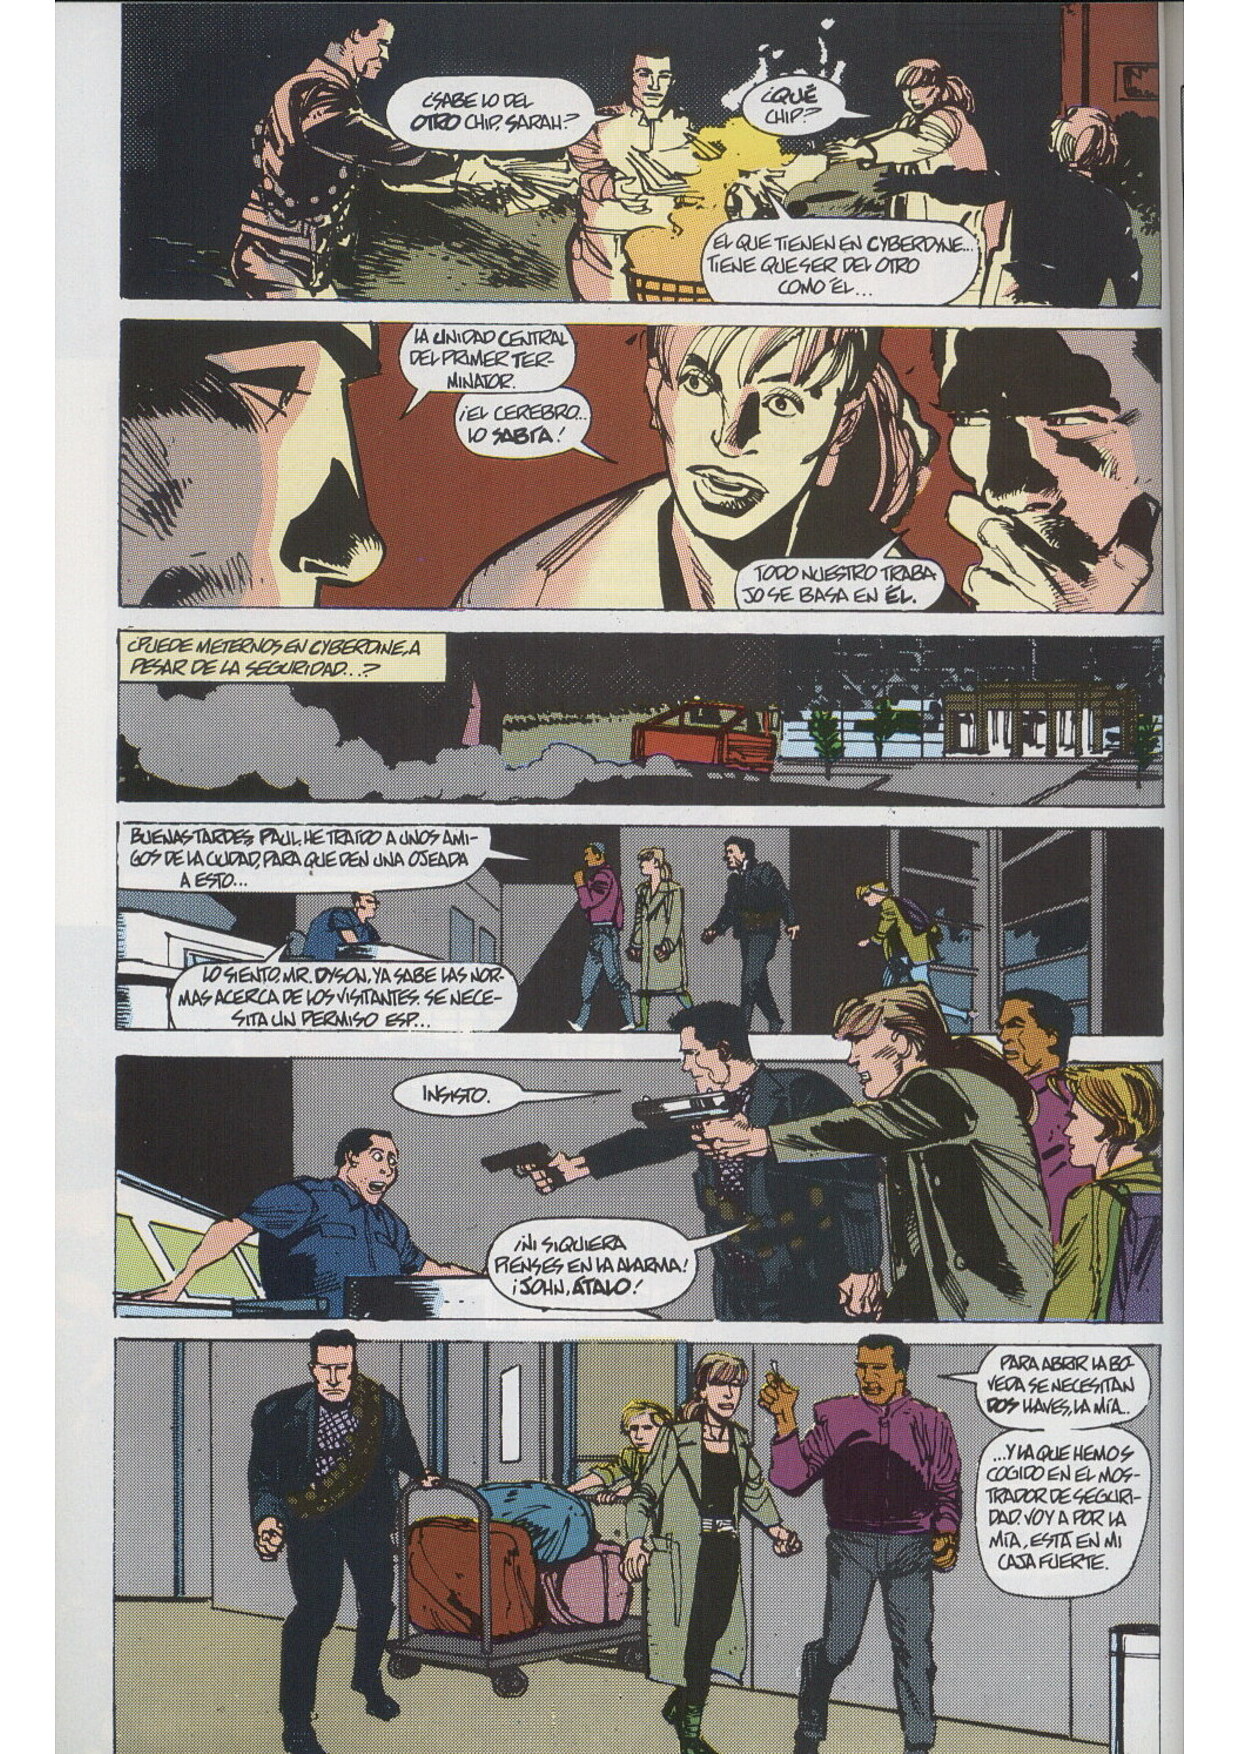 ¿SABE LO DEL
OTRO CHIP, SARAH?
¿QUÉ
CHIP?
EL QUE TIENEN EN CYBERDYNE...
TIENE QUE SER DEL OTRO
COMO ÉL...
LA UNIDAD CENTRAL
DEL PRIMER TER-
MINATOR.
¡EL CEREBRO...
LO SABÍA!
TODO NUESTRO TRABA
JO SE BASA EN ÉL.
¿PUEDE METERNOS EN CYBERDINE, A
PESAR DE LA SEGURIDAD...?
BUENAS TARDES, PAUL. HE TRAIDO A UNOS AMI-
GOS DE LA CIUDAD, PARA QUE DEN UNA OJEADA
A ESTO...
LO SIENTO, MR. DYSON, YA SABE LAS NOR-
MAS ACERCA DE LOS VISITANTES. SE NECE-
SITA UN PERMISO ESP...
INSISTO.
¡NI SIQUIERA
PIENSES EN LA ALARMA!
¡JOHN, ÁTALO!
PARA ABRIR LA BÓ-
VEDA SE NECESITAN
DOS LLAVES, LA MÍA..
...Y LA QUE HEMOS
COGIDO EN EL MOS-
TRADOR DE SEGURI-
DAD. VOY A POR LA
MÍA, ESTÁ EN MI
CAJA FUERTE.